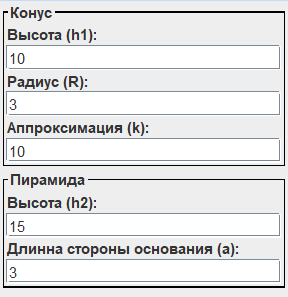 Конус
Высота (h1):
10
Радиус (R):
3
Аппроксимация (k):
10
Пирамида
Высота (h2):
15
Длинна стороны основания (a):
3